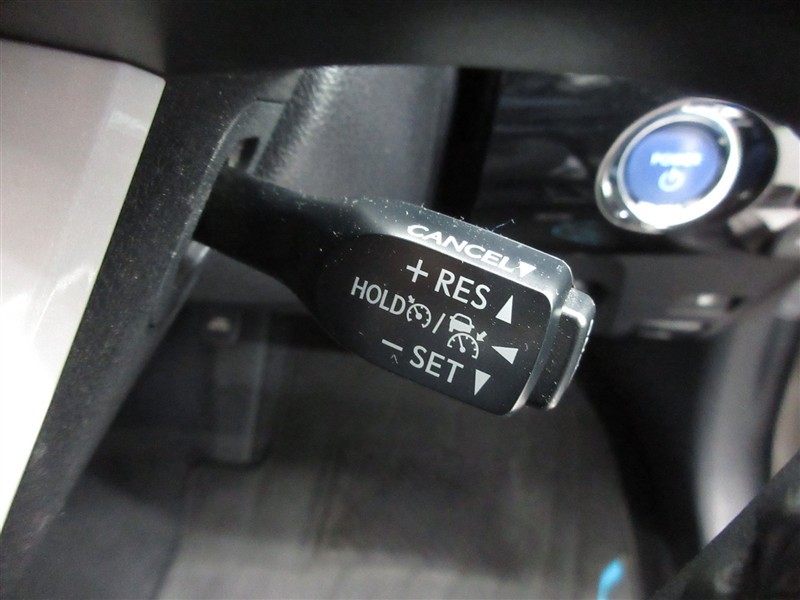 CANCEL▼
+ RES ▲
HOLD /
− SET ▼
POWER